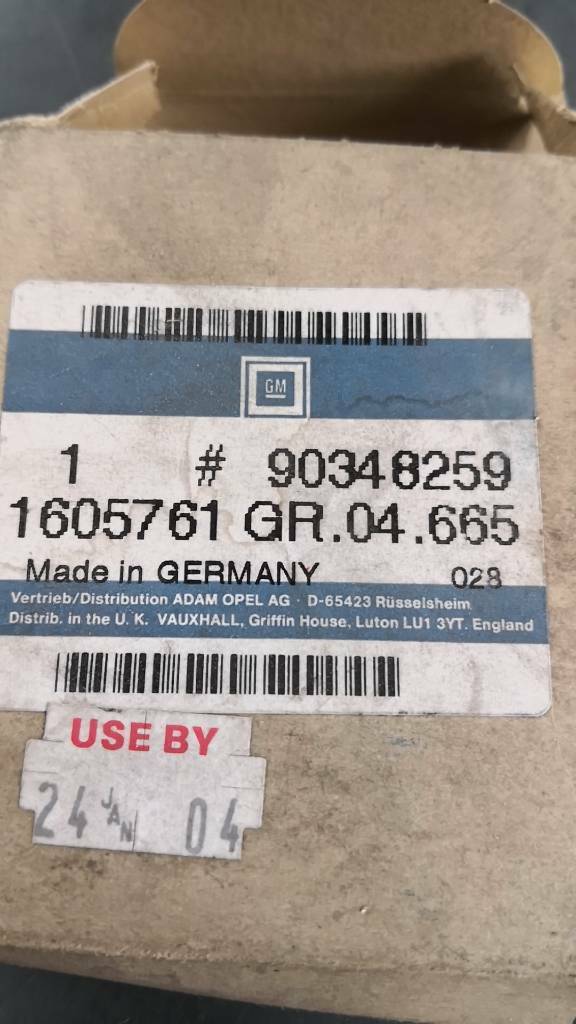 GM
1 # 90348259
1605761 GR.04.665
Made in GERMANY 028
Vertrieb/Distribution ADAM OPEL AG · D-65423 Rüsselsheim
Distrib. in the U. K. VAUXHALL, Griffin House, Luton LU1 3YT. England
USE BY
24 JAN 04